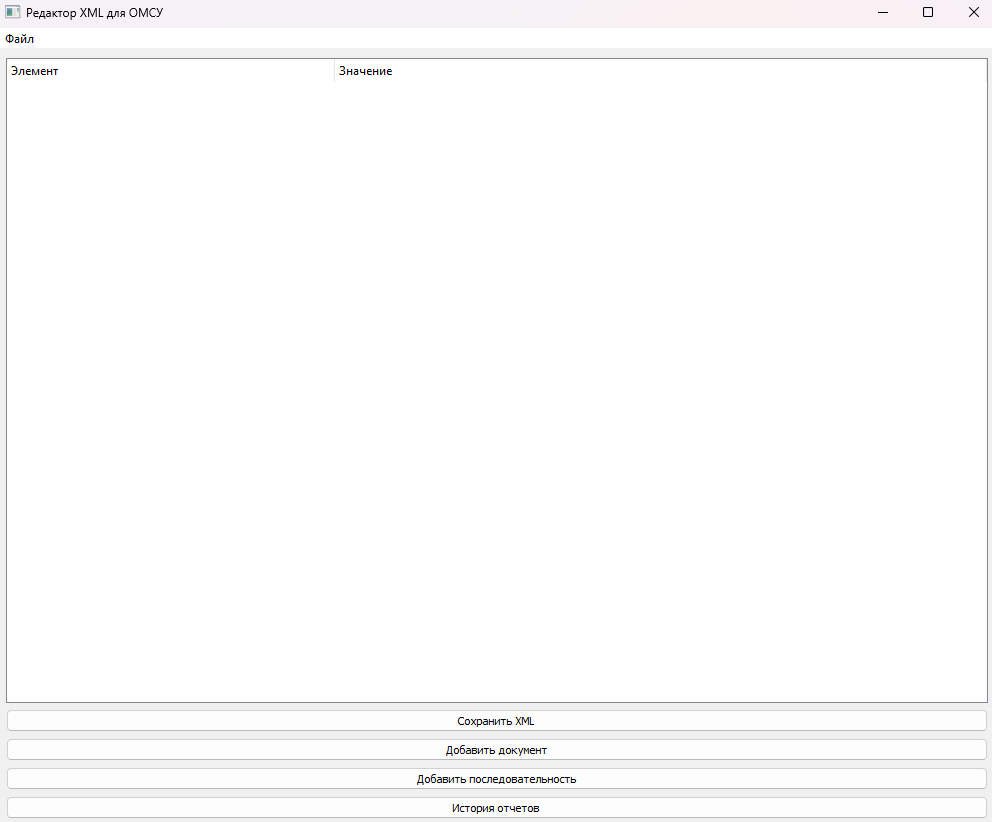 Редактор XML для ОМСУ
Файл
Элемент Значение
Сохранить XML
Добавить документ
Добавить последовательность
История отчетов